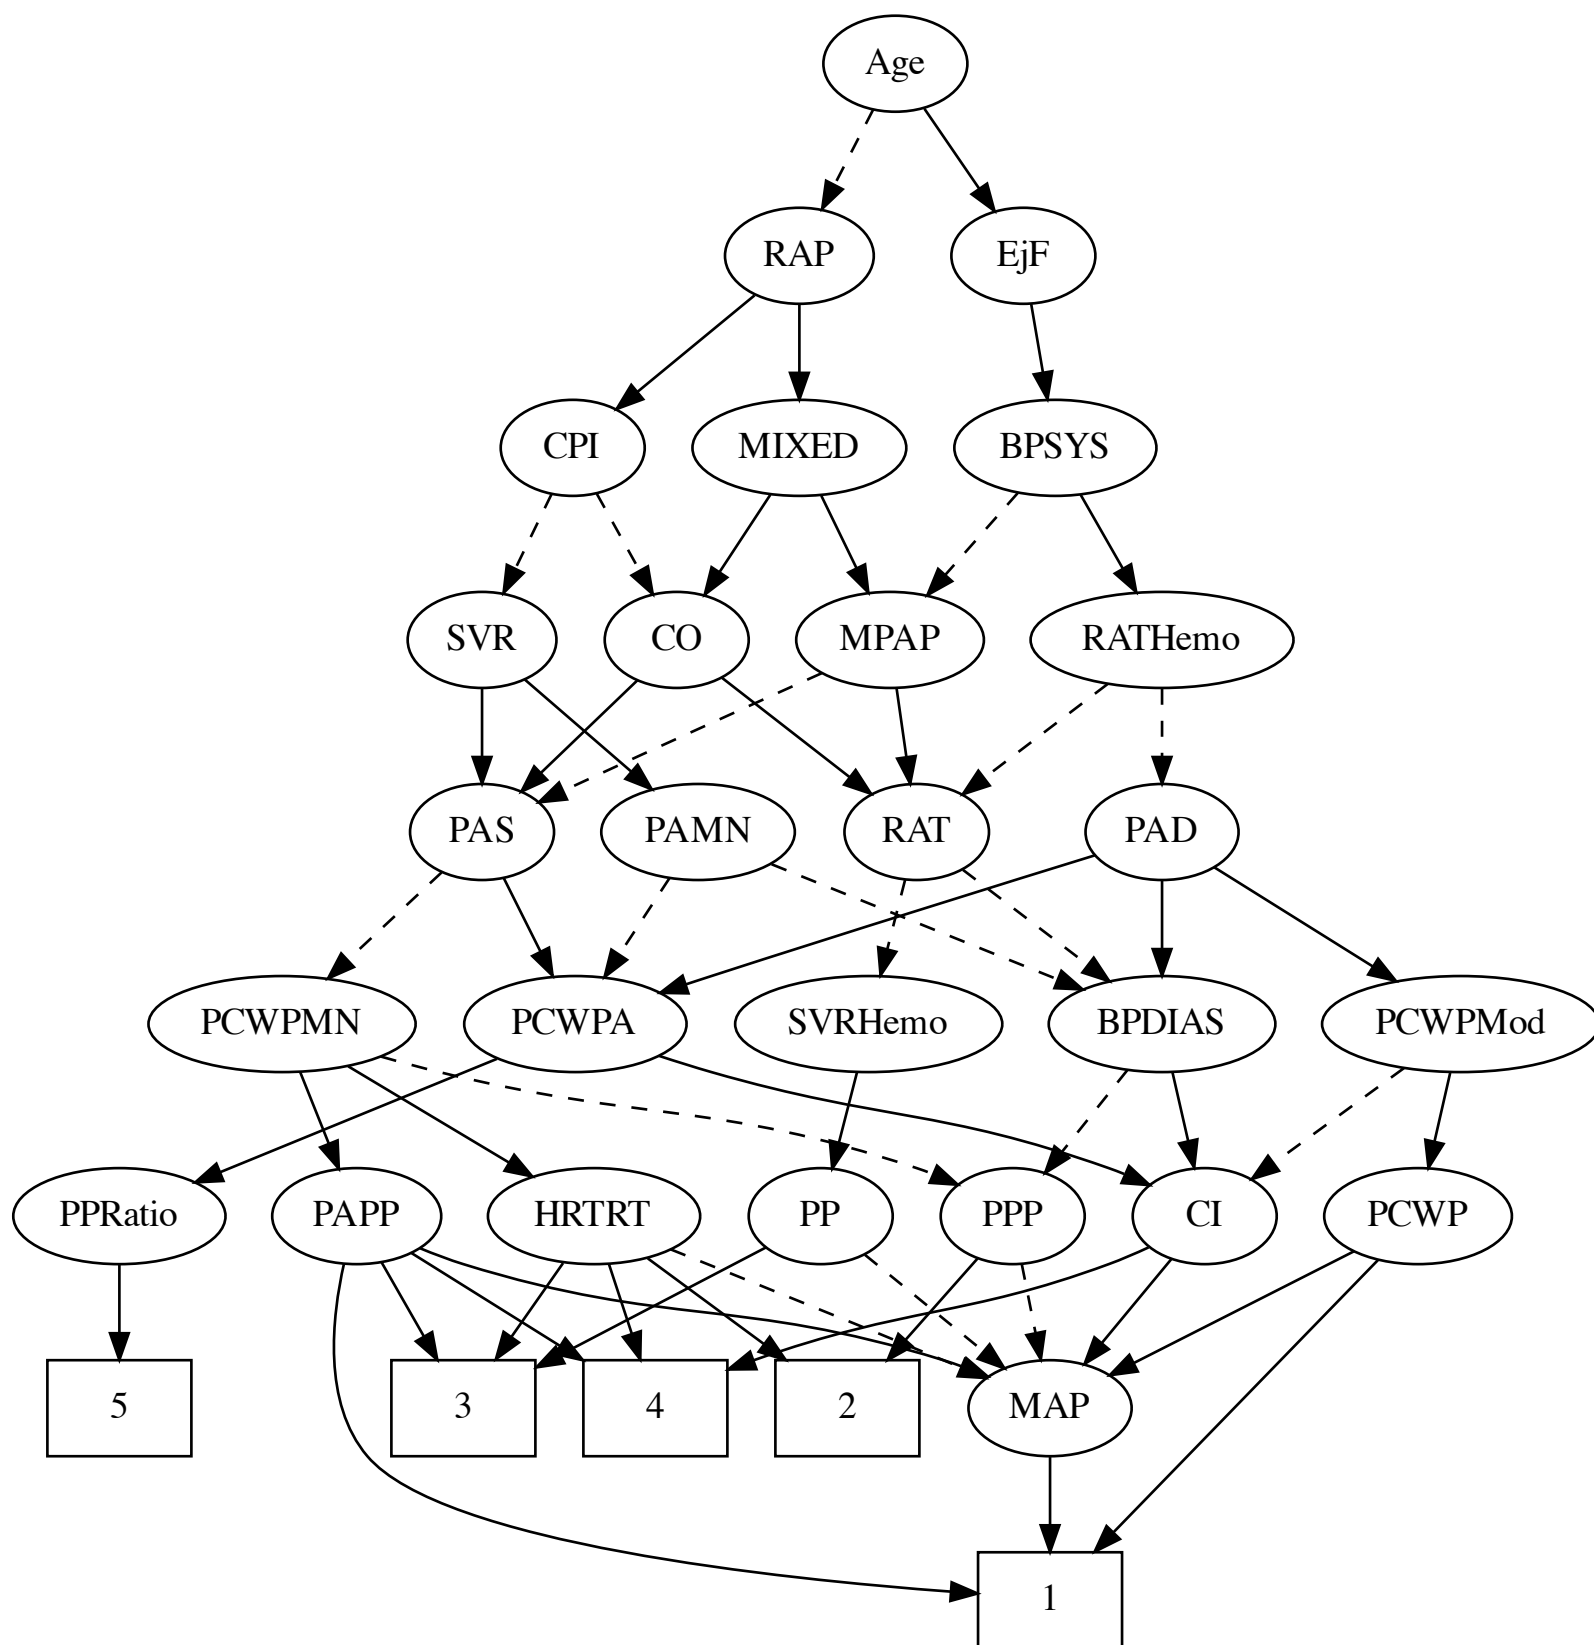 Age
RAP
EjF
CPI
MIXED
BPSYS
SVR
CO
MPAP
RATHemo
PAS
PAMN
RAT
PAD
PCWPMN
PCWPA
SVRHemo
BPDIAS
PCWPMod
PPRatio
PAPP
HRTRT
PP
PPP
CI
PCWP
5
3
4
2
MAP
1